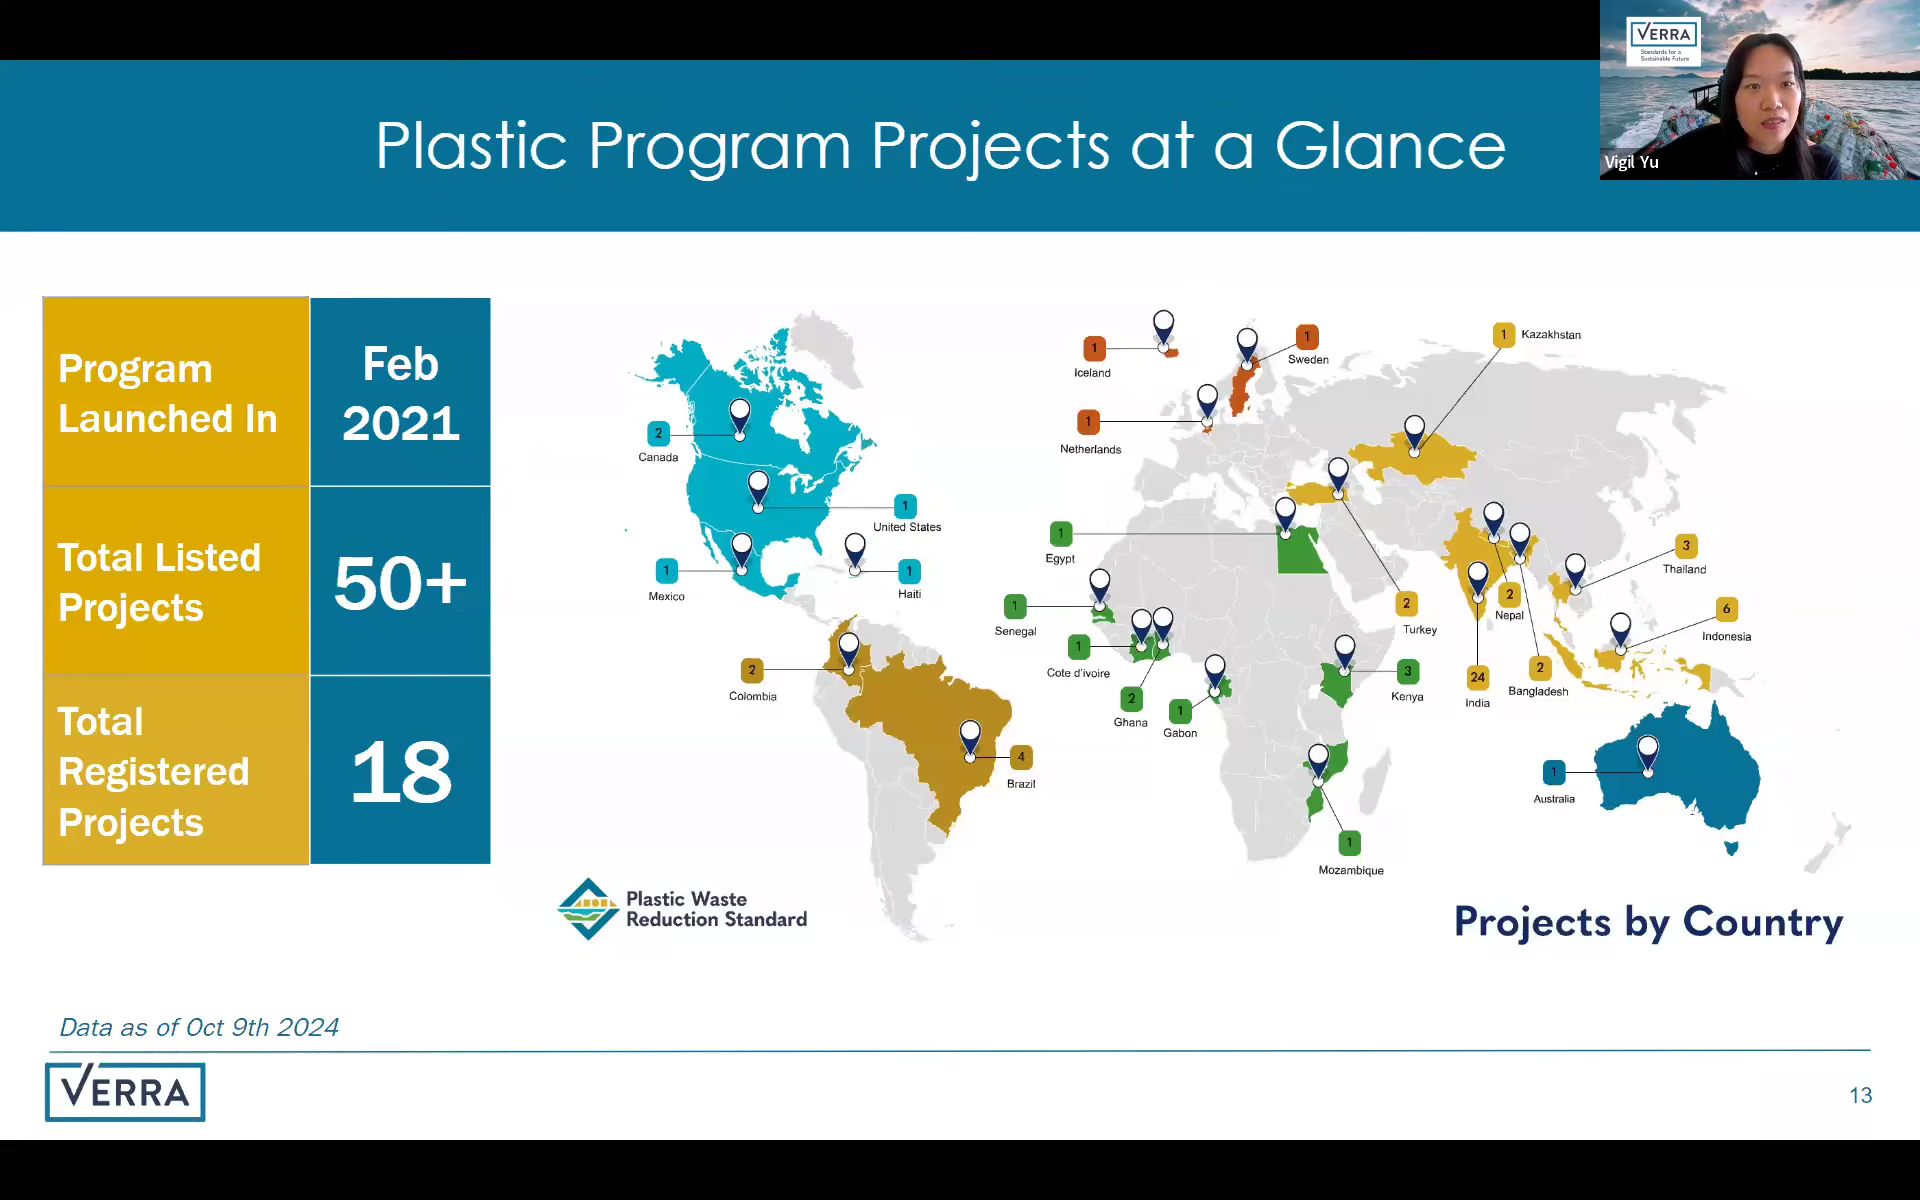 VERRA
Standards for a
Sustainable Future
Vigil Yu
Plastic Program Projects at a Glance
Program
Launched In
Feb
2021
Total Listed
Projects
50+
Total
Registered
Projects
18
1
Iceland
1
Sweden
1
Netherlands
1 Kazakhstan
2
Canada
1
United States
1
Mexico
1
Haiti
2
Colombia
4
Brazil
1
Egypt
1
Senegal
1
Cote d'ivoire
2
Ghana
1
Gabon
3
Kenya
1
Mozambique
2
Turkey
24
India
2
Nepal
2
Bangladesh
3
Thailand
6
Indonesia
1
Australia
Plastic Waste
Reduction Standard
Projects by Country
Data as of Oct 9th 2024
VERRA
13